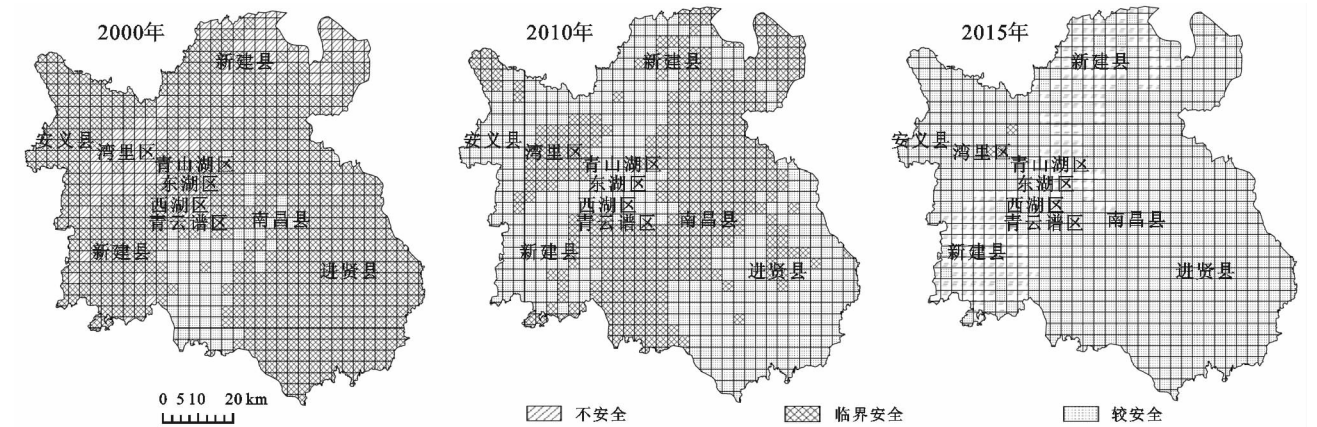 2000年
新建县
安义县
湾里区
青山湖区
东湖区
西湖区
青云谱区
南昌县
新建县
进贤县
0 5 10 20 km
2010年
新建县
安义县
湾里区
青山湖区
东湖区
西湖区
青云谱区
南昌县
新建县
进贤县
2015年
新建县
安义县
湾里区
青山湖区
东湖区
西湖区
青云谱区
南昌县
新建县
进贤县
不安全
临界安全
较安全